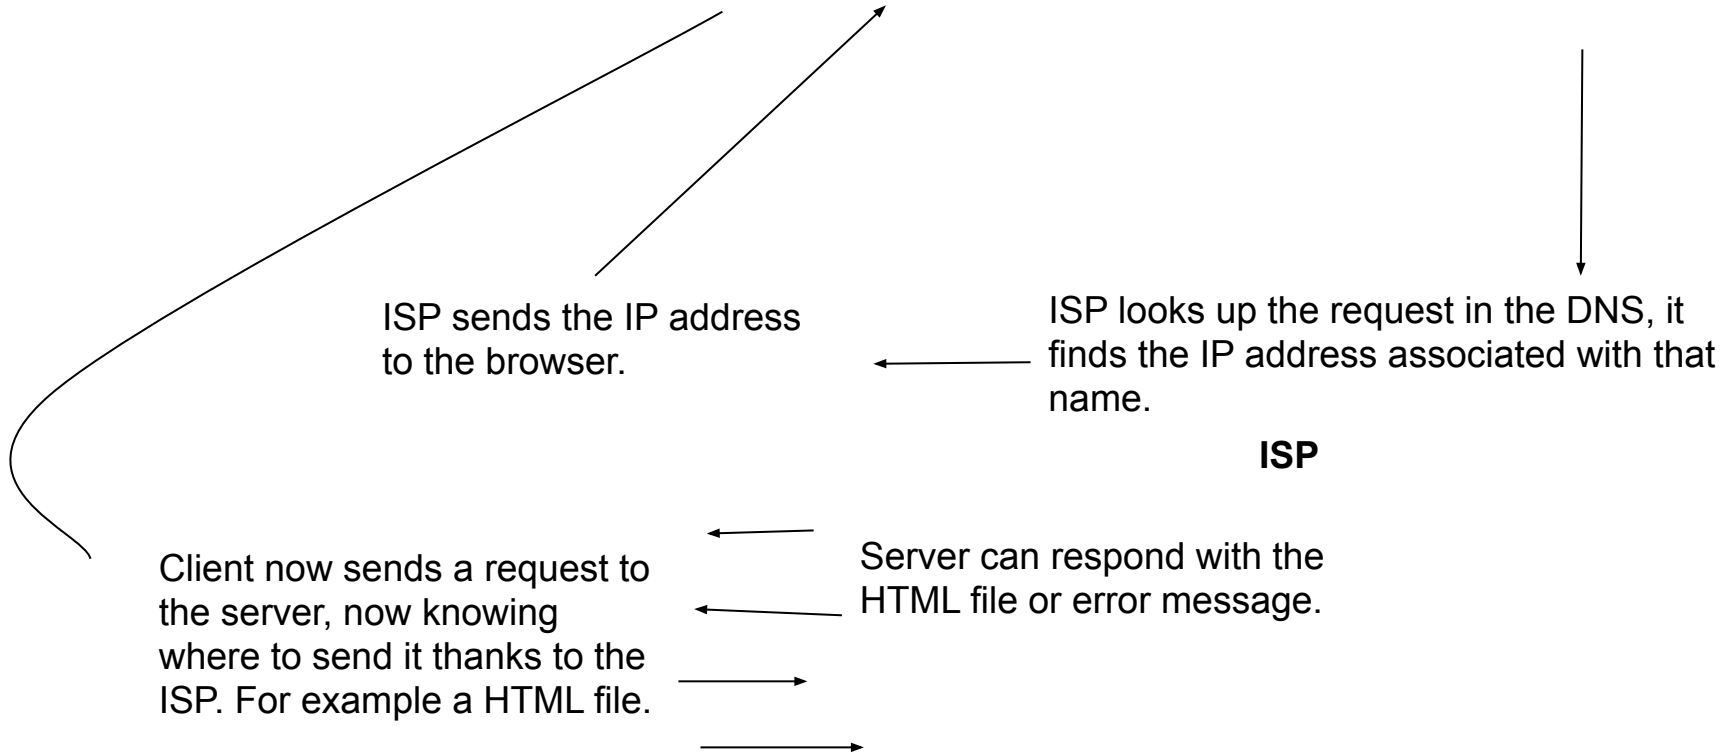 ISP sends the IP address
to the browser.
ISP looks up the request in the DNS, it
finds the IP address associated with that
name.
ISP
Client now sends a request to
the server, now knowing
where to send it thanks to the
ISP. For example a HTML file.
Server can respond with the
HTML file or error message.